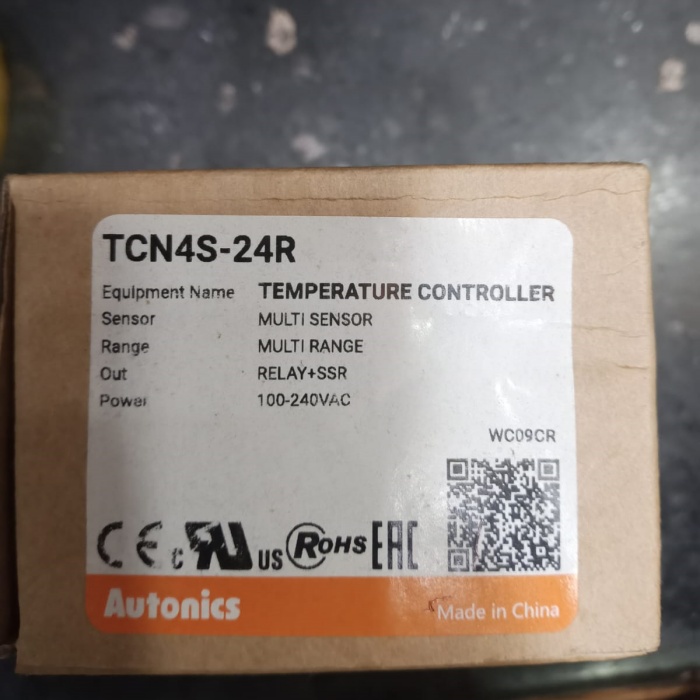 TCN4S-24R
Equipment Name TEMPERATURE CONTROLLER
Sensor MULTI SENSOR
Range MULTI RANGE
Out RELAY+SSR
Power 100-240VAC
WC09CR
CE c UL US RoHS EAC
Autonics Made in China